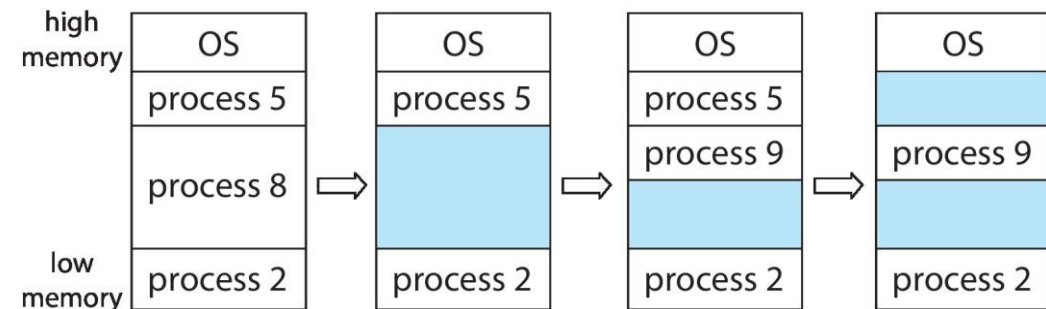 high
memory
OS
process 5
process 8
low
memory
process 2
OS
process 5
process 2
OS
process 5
process 9
process 2
OS
process 9
process 2